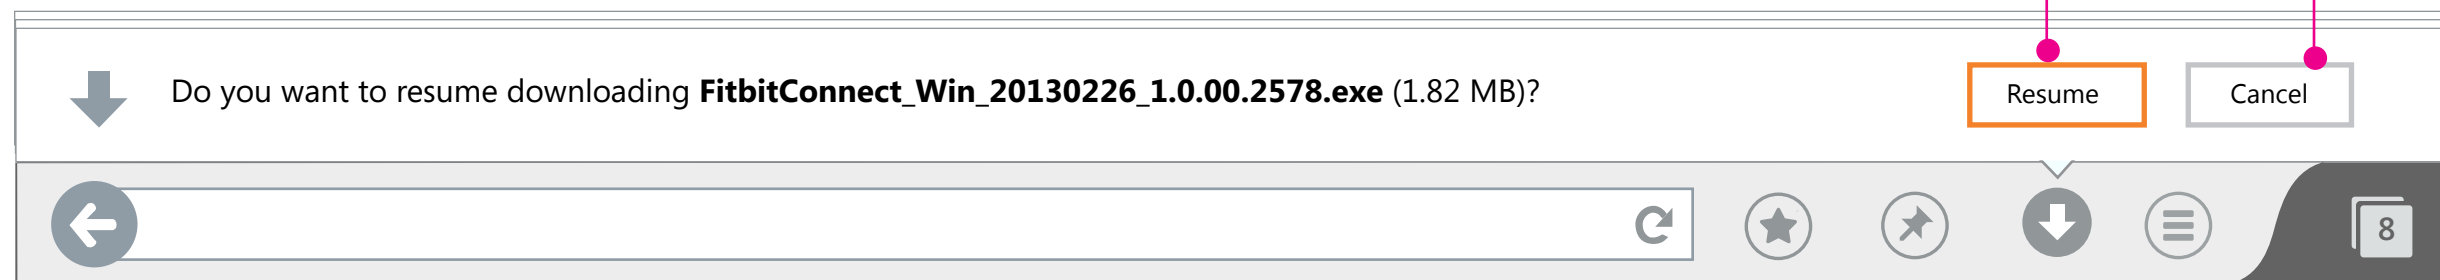 Do you want to resume downloading FitbitConnect_Win_20130226_1.0.00.2578.exe (1.82 MB)?
Resume
Cancel
8